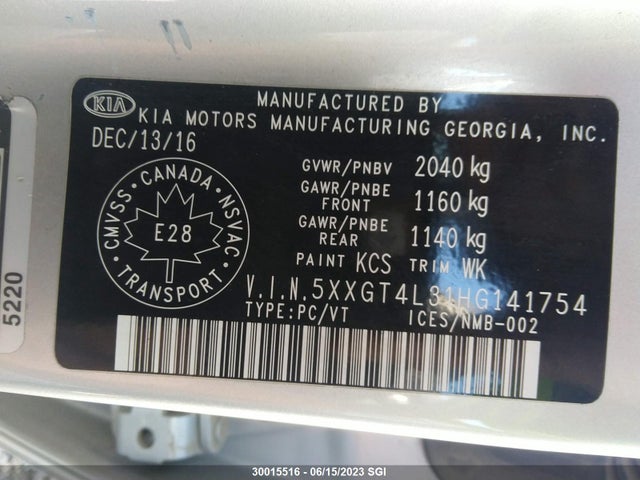 MANUFACTURED BY
KIA KIA MOTORS MANUFACTURING GEORGIA, INC.
DEC/13/16
GVWR/PNBV 2040 kg
GAWR/PNBE FRONT 1160 kg
GAWR/PNBE REAR 1140 kg
PAINT KCS TRIM WK
CMVSS · CANADA · NSVAC
E28
TRANSPORT
V.I.N.5XXGT4L31HG141754
TYPE:PC/VT ICES/NMB-002
5220
30015516 - 06/15/2023 SGI